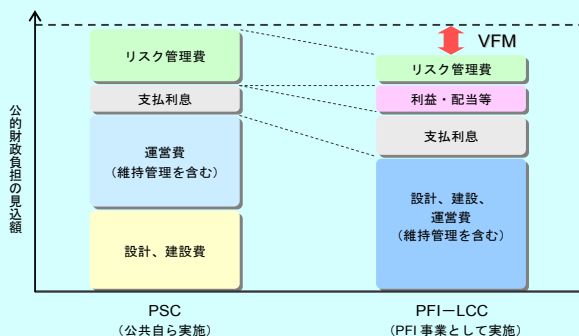 公的財政負担の見込額
リスク管理費
支払利息
運営費
(維持管理を含む)
設計、建設費
PSC
(公共自ら実施)
VFM
リスク管理費
利益・配当等
支払利息
設計、建設、
運営費
(維持管理を含む)
PFI－LCC
(PFI事業として実施)